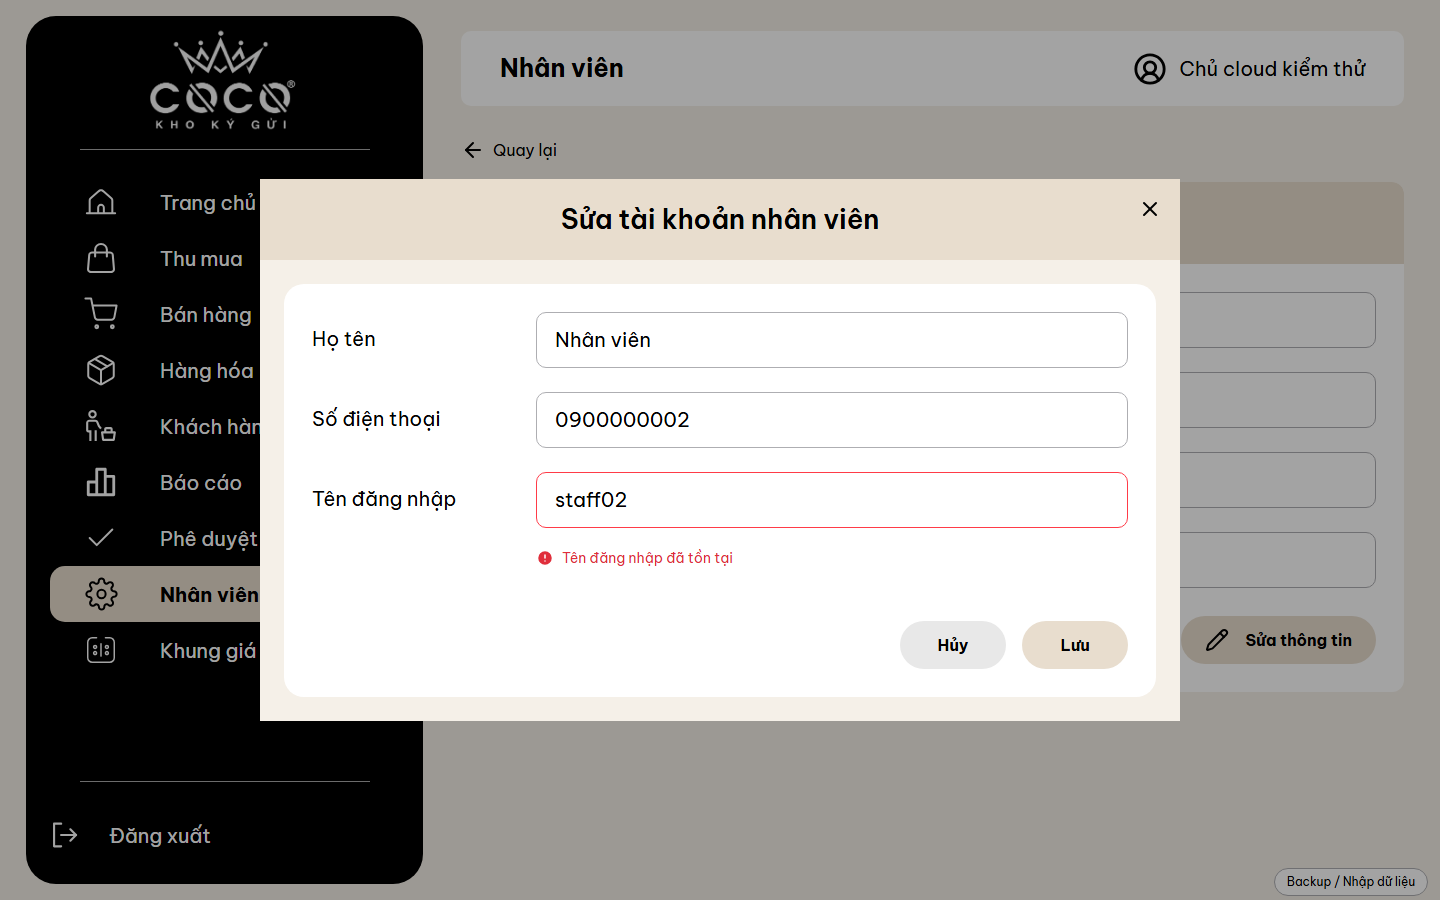 COCO®
KHO KÝ GỬI
Trang chủ
Thu mua
Bán hàng
Hàng hóa
Khách hàn
Báo cáo
Phê duyệt
Nhân viên
Khung giá
Đăng xuất
Nhân viên
Chủ cloud kiểm thử
Quay lại
Sửa tài khoản nhân viên
Họ tên
Nhân viên
Số điện thoại
0900000002
Tên đăng nhập
staff02
Tên đăng nhập đã tồn tại
Hủy
Lưu
Sửa thông tin
Backup / Nhập dữ liệu